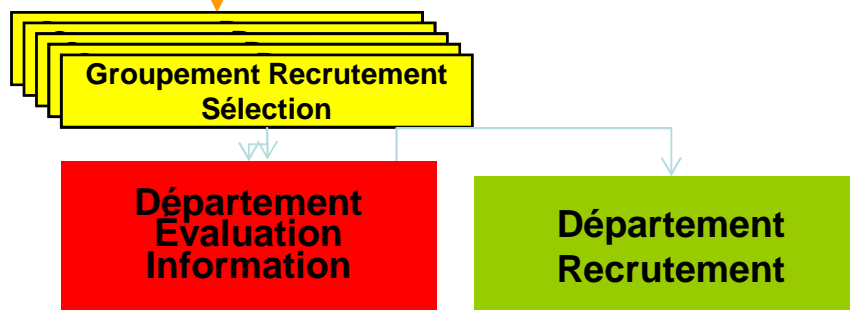 Groupement Recrutement
Sélection
Département
Évaluation
Information
Département
Recrutement